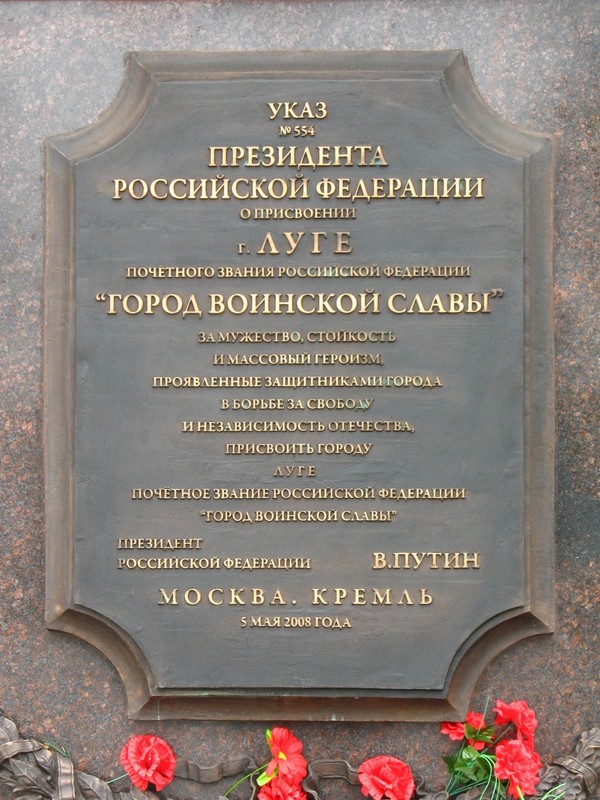 УКАЗ
№ 554
ПРЕЗИДЕНТА
РОССИЙСКОЙ ФЕДЕРАЦИИ
О ПРИСВОЕНИИ
г. ЛУГЕ
ПОЧЁТНОГО ЗВАНИЯ РОССИЙСКОЙ ФЕДЕРАЦИИ
“ГОРОД ВОИНСКОЙ СЛАВЫ”
ЗА МУЖЕСТВО, СТОЙКОСТЬ
И МАССОВЫЙ ГЕРОИЗМ,
ПРОЯВЛЕННЫЕ ЗАЩИТНИКАМИ ГОРОДА
В БОРЬБЕ ЗА СВОБОДУ
И НЕЗАВИСИМОСТЬ ОТЕЧЕСТВА,
ПРИСВОИТЬ ГОРОДУ
ЛУГЕ
ПОЧЁТНОЕ ЗВАНИЕ РОССИЙСКОЙ ФЕДЕРАЦИИ
“ГОРОД ВОИНСКОЙ СЛАВЫ”
ПРЕЗИДЕНТ
РОССИЙСКОЙ ФЕДЕРАЦИИ В.ПУТИН
МОСКВА. КРЕМЛЬ
5 МАЯ 2008 ГОДА